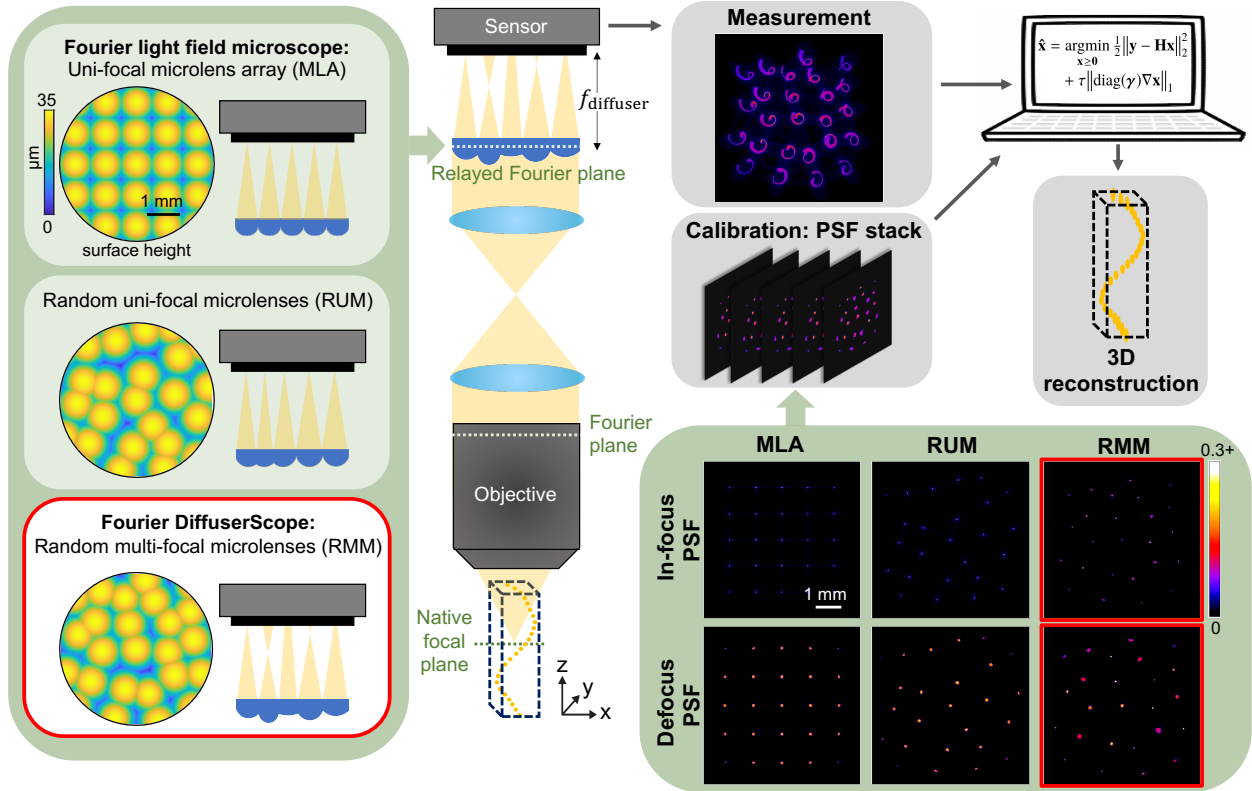 Fourier light field microscope:
Uni-focal microlens array (MLA)
35
μm
0
1 mm
surface height
Random uni-focal microlenses (RUM)
Fourier DiffuserScope:
Random multi-focal microlenses (RMM)
Sensor
f_diffuser
Relayed Fourier plane
Fourier
plane
Objective
Native
focal
plane
z
y
x
Measurement
Calibration: PSF stack
x̂ = argmin ½‖y − Hx‖₂²
x≥0
+ τ‖diag(γ)∇x‖₁
3D
reconstruction
MLA
RUM
RMM
0.3+
0
In-focus
PSF
1 mm
Defocus
PSF